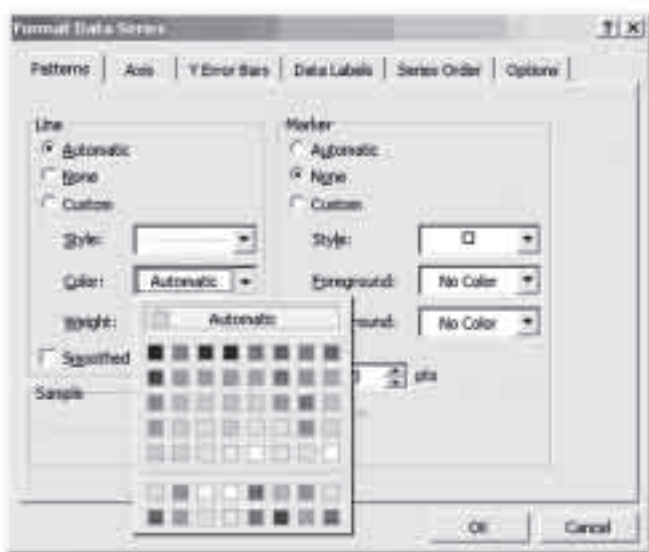 Format Data Series
Patterns Axis Y Error Bars Data Labels Series Order Options
Line
Automatic
None
Custom
Style:
Color: Automatic
Weight:
Automatic
Smoothed
Sample
Marker
Automatic
None
Custom
Style:
Foreground: No Color
ound: No Color
pts
OK Cancel